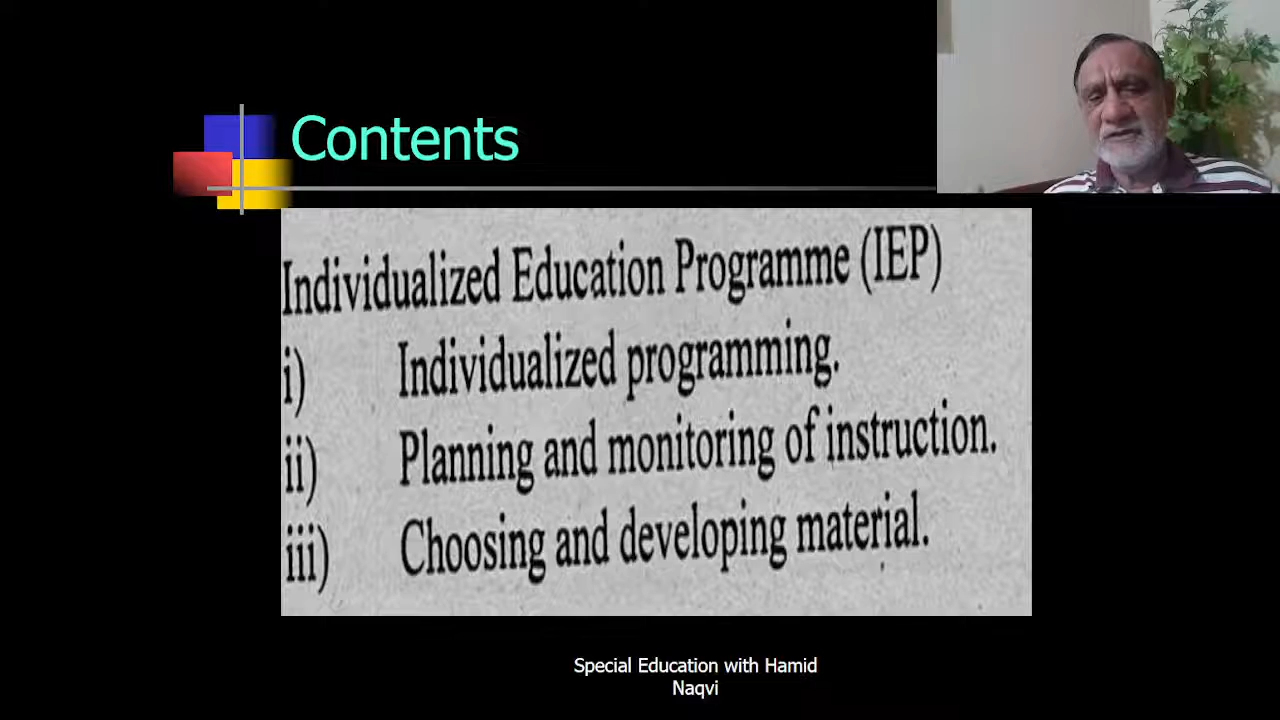 Contents
Individualized Education Programme (IEP)
i) Individualized programming.
ii) Planning and monitoring of instruction.
iii) Choosing and developing material.
Special Education with Hamid
Naqvi